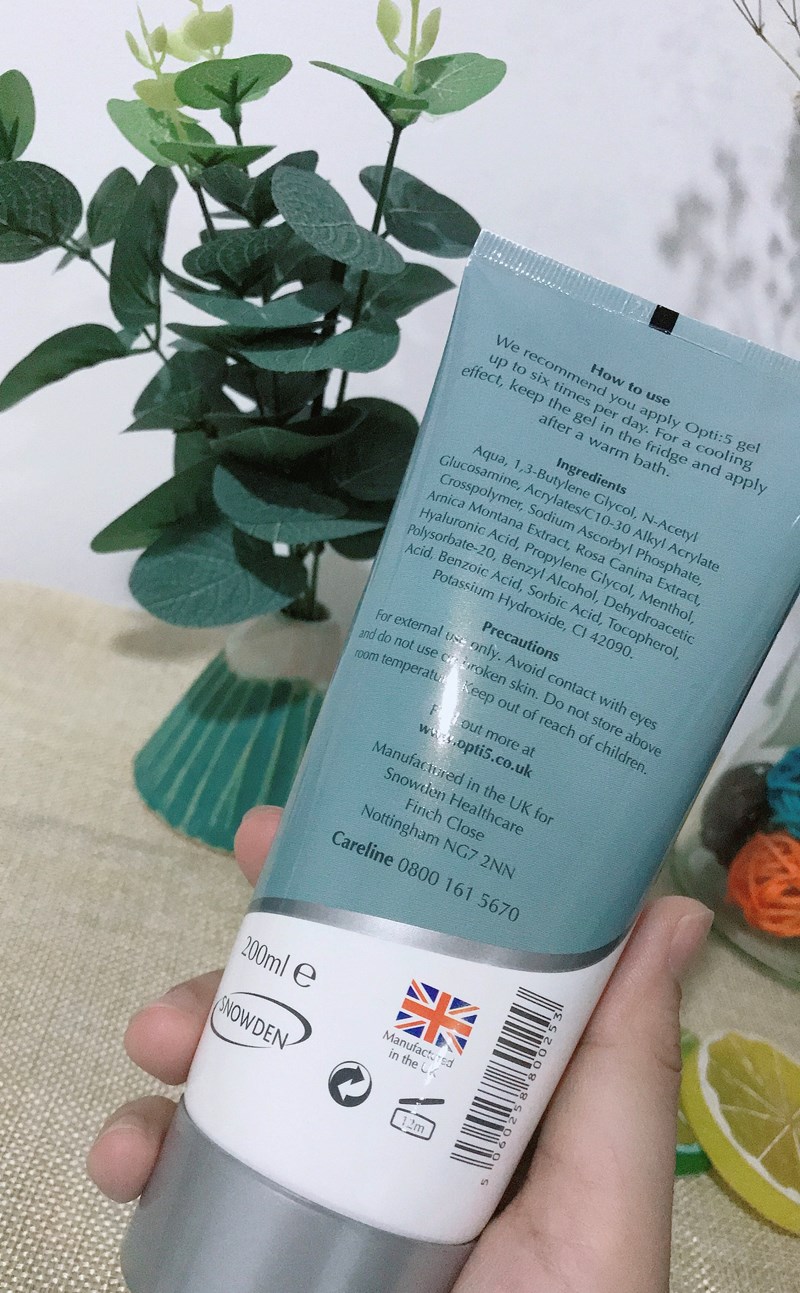 How to use
We recommend you apply Opti:5 gel
up to six times per day. For a cooling
effect, keep the gel in the fridge and apply
after a warm bath.
Ingredients
Aqua, 1,3-Butylene Glycol, N-Acetyl
Glucosamine, Acrylates/C10-30 Alkyl Acrylate
Crosspolymer, Sodium Ascorbyl Phosphate,
Arnica Montana Extract, Rosa Canina Extract,
Hyaluronic Acid, Propylene Glycol, Menthol,
Polysorbate-20, Benzyl Alcohol, Dehydroacetic
Acid, Benzoic Acid, Sorbic Acid, Tocopherol,
Potassium Hydroxide, CI 42090.
Precautions
For external use only. Avoid contact with eyes
and do not use on broken skin. Do not store above
room temperature. Keep out of reach of children.
Find out more at
www.opti5.co.uk
Manufactured in the UK for
Snowden Healthcare
Finch Close
Nottingham NG7 2NN
Careline 0800 161 5670
200ml e
SNOWDEN
Manufactured
in the UK
12m
5 060258 800253